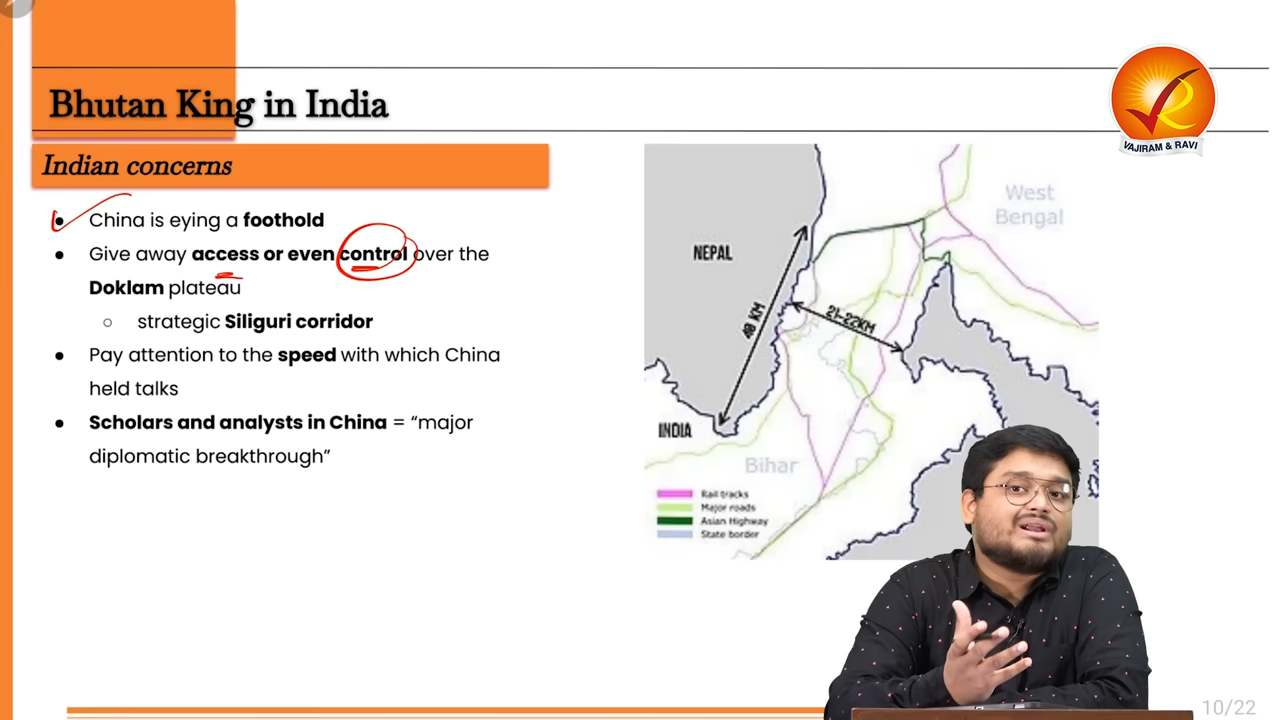 Bhutan King in India
VAJIRAM & RAVI
Indian concerns
● China is eying a foothold
● Give away access or even control over the
Doklam plateau
○ strategic Siliguri corridor
● Pay attention to the speed with which China
held talks
● Scholars and analysts in China = “major
diplomatic breakthrough”
West
Bengal
NEPAL
40 KM
21-22KM
INDIA
Bihar
Rail tracks
Major roads
Asian Highway
State border
10/22